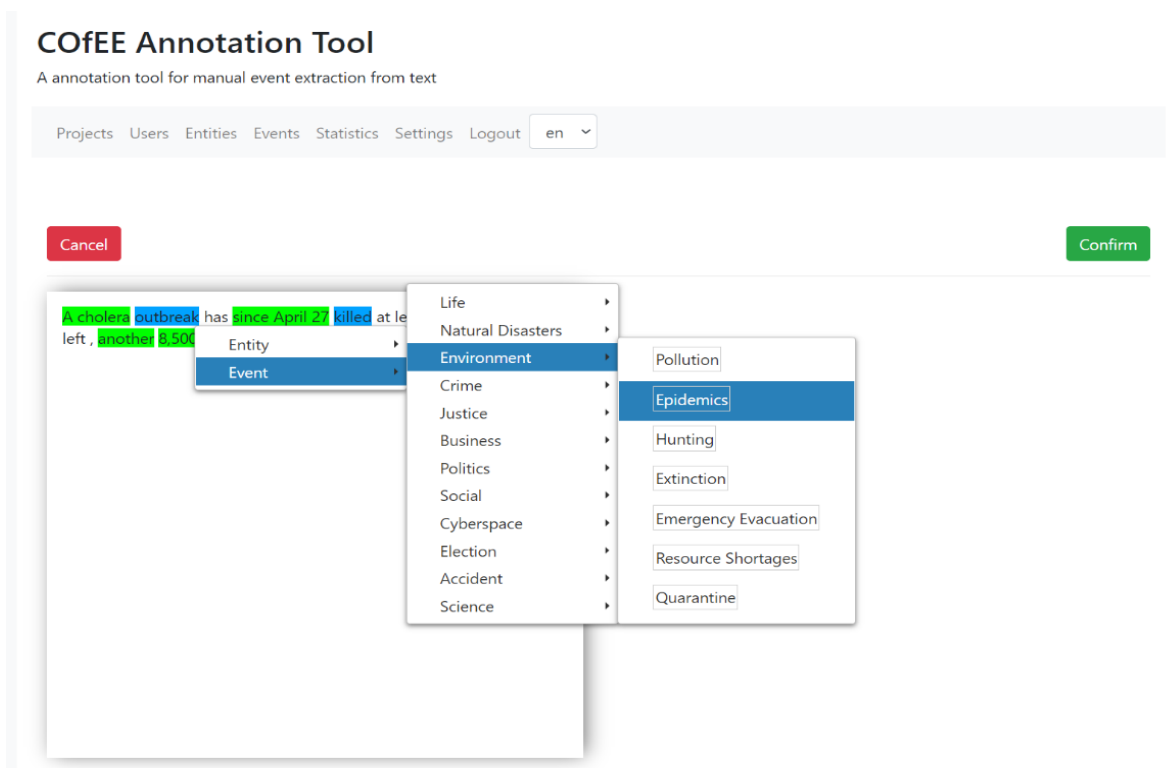 COfEE Annotation Tool
A annotation tool for manual event extraction from text
Projects Users Entities Events Statistics Settings Logout en
Cancel
Confirm
A cholera outbreak has since April 27 killed at le
left , another 8,500
Entity
Event
Life
Natural Disasters
Environment
Crime
Justice
Business
Politics
Social
Cyberspace
Election
Accident
Science
Pollution
Epidemics
Hunting
Extinction
Emergency Evacuation
Resource Shortages
Quarantine